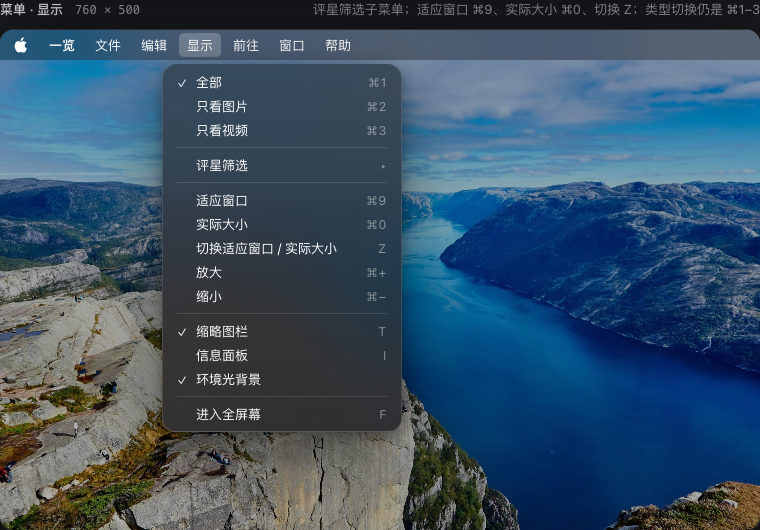 菜单 · 显示 760 × 500 评星筛选子菜单；适应窗口 ⌘9、实际大小 ⌘0、切换 Z；类型切换仍是 ⌘1–3
一览 文件 编辑 显示 前往 窗口 帮助
✓ 全部 ⌘1
只看图片 ⌘2
只看视频 ⌘3
评星筛选 ▸
适应窗口 ⌘9
实际大小 ⌘0
切换适应窗口 / 实际大小 Z
放大 ⌘+
缩小 ⌘−
✓ 缩略图栏 T
信息面板 I
✓ 环境光背景
进入全屏幕 F